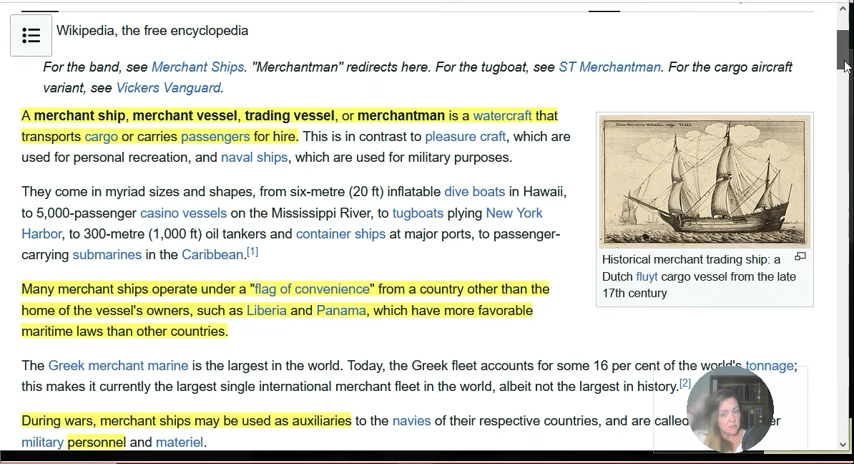 Wikipedia, the free encyclopedia
For the band, see Merchant Ships. "Merchantman" redirects here. For the tugboat, see ST Merchantman. For the cargo aircraft
variant, see Vickers Vanguard.
A merchant ship, merchant vessel, trading vessel, or merchantman is a watercraft that
transports cargo or carries passengers for hire. This is in contrast to pleasure craft, which are
used for personal recreation, and naval ships, which are used for military purposes.
They come in myriad sizes and shapes, from six-metre (20 ft) inflatable dive boats in Hawaii,
to 5,000-passenger casino vessels on the Mississippi River, to tugboats plying New York
Harbor, to 300-metre (1,000 ft) oil tankers and container ships at major ports, to passenger-
carrying submarines in the Caribbean.[1]
Historical merchant trading ship: a
Dutch fluyt cargo vessel from the late
17th century
Many merchant ships operate under a "flag of convenience" from a country other than the
home of the vessel's owners, such as Liberia and Panama, which have more favorable
maritime laws than other countries.
The Greek merchant marine is the largest in the world. Today, the Greek fleet accounts for some 16 per cent of the world's tonnage;
this makes it currently the largest single international merchant fleet in the world, albeit not the largest in history.[2]
During wars, merchant ships may be used as auxiliaries to the navies of their respective countries, and are called
military personnel and materiel.